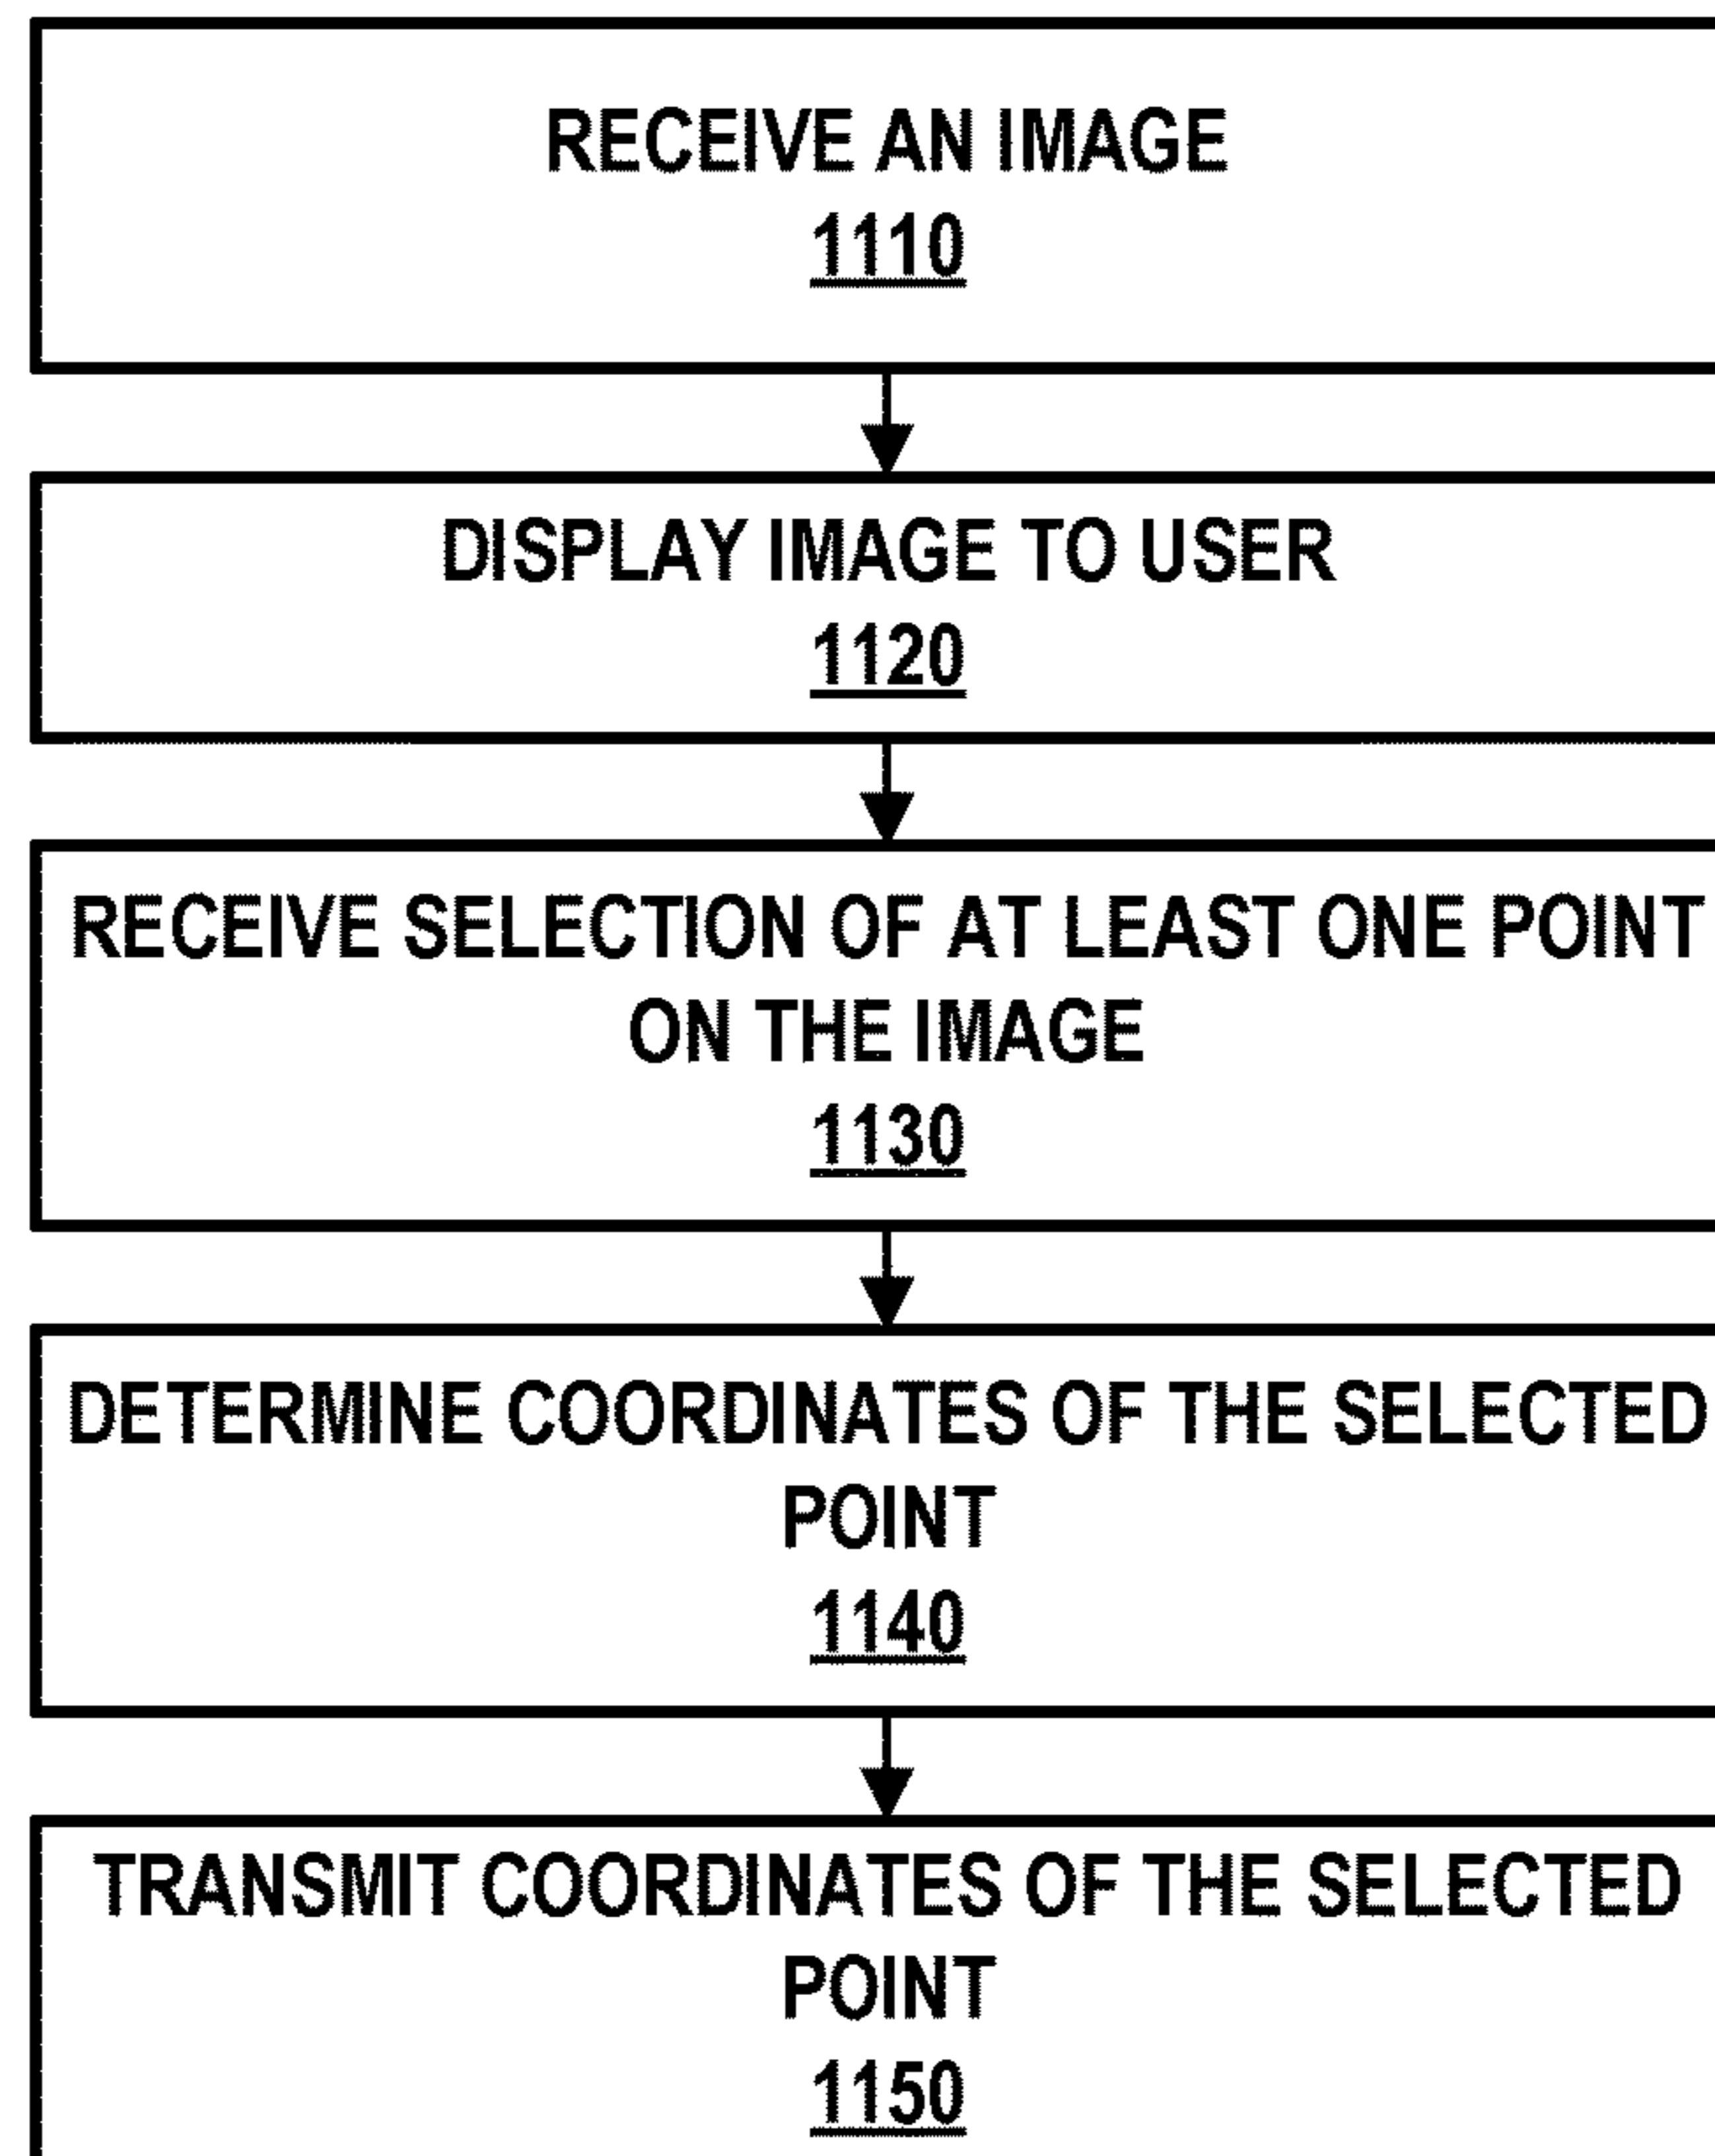 RECEIVE AN IMAGE
1110
DISPLAY IMAGE TO USER
1120
RECEIVE SELECTION OF AT LEAST ONE POINT
ON THE IMAGE
1130
DETERMINE COORDINATES OF THE SELECTED
POINT
1140
TRANSMIT COORDINATES OF THE SELECTED
POINT
1150